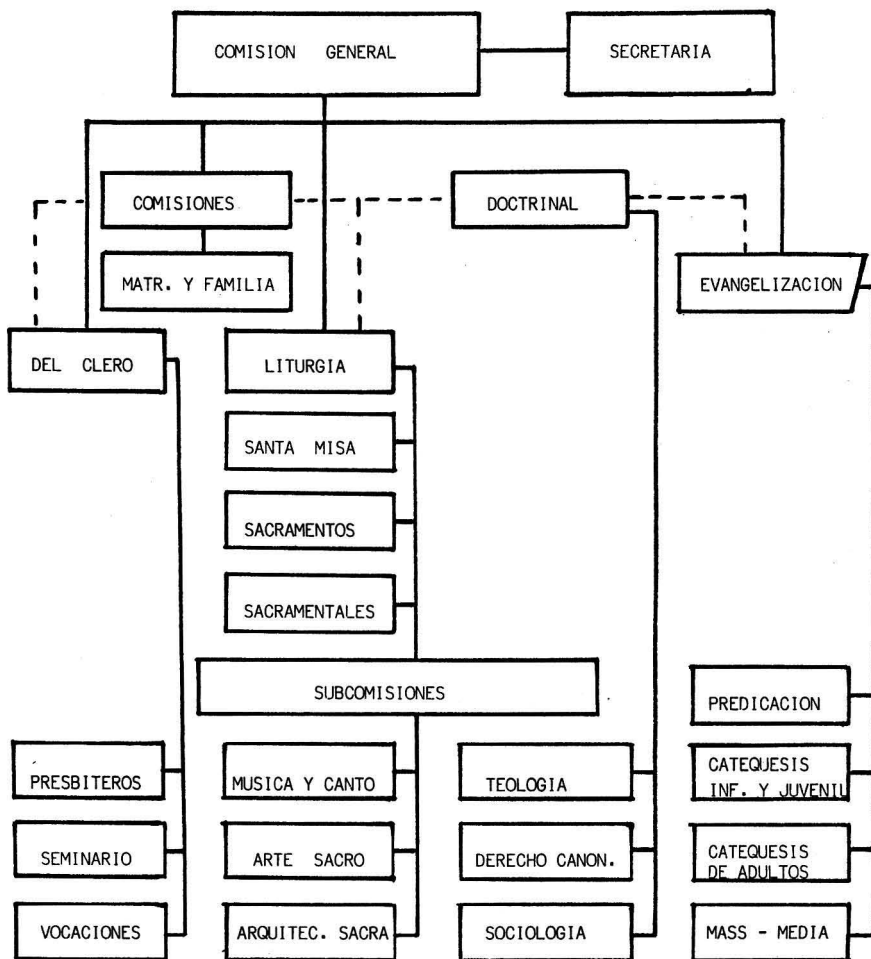 COMISION GENERAL
SECRETARIA
COMISIONES
DOCTRINAL
MATR. Y FAMILIA
EVANGELIZACION
DEL CLERO
LITURGIA
SANTA MISA
SACRAMENTOS
SACRAMENTALES
SUBCOMISIONES
PREDICACION
PRESBITEROS
MUSICA Y CANTO
TEOLOGIA
CATEQUESIS
INF. Y JUVENIL
SEMINARIO
ARTE SACRO
DERECHO CANON.
CATEQUESIS
DE ADULTOS
VOCACIONES
ARQUITEC. SACRA
SOCIOLOGIA
MASS - MEDIA